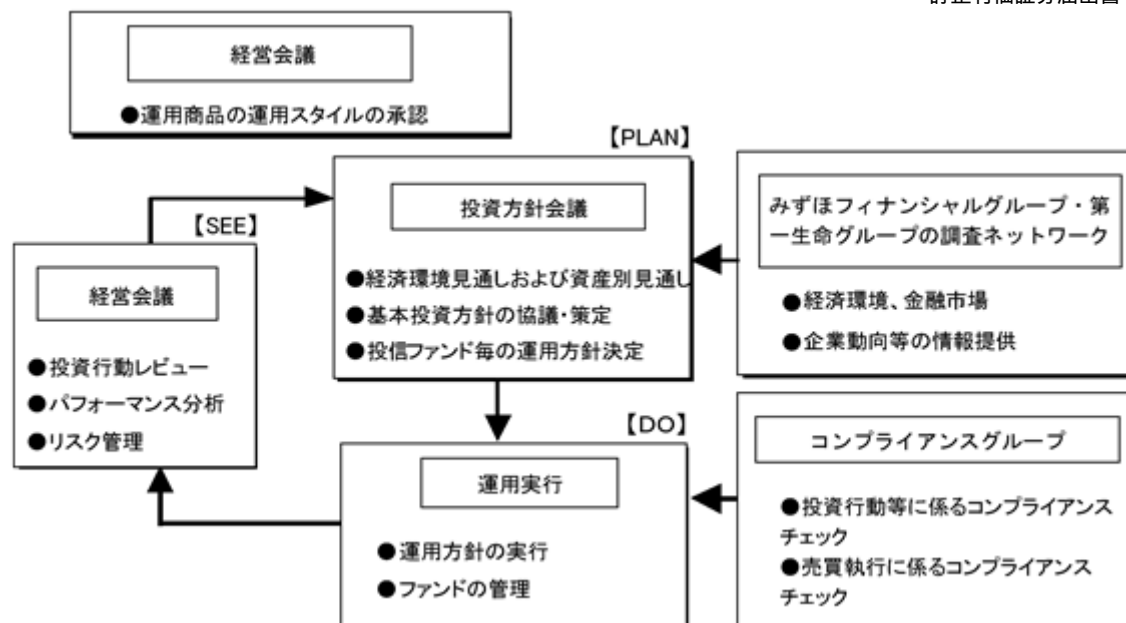 経営会議
●運用商品の運用スタイルの承認
【PLAN】
投資方針会議
●経済環境見通しおよび資産別見通し
●基本投資方針の協議・策定
●投信ファンド毎の運用方針決定
みずほフィナンシャルグループ・第
一生命グループの調査ネットワーク
●経済環境、金融市場
●企業動向等の情報提供
【SEE】
経営会議
●投資行動レビュー
●パフォーマンス分析
●リスク管理
【DO】
運用実行
●運用方針の実行
●ファンドの管理
コンプライアンスグループ
●投資行動等に係るコンプライアンス
チェック
●売買執行に係るコンプライアンス
チェック